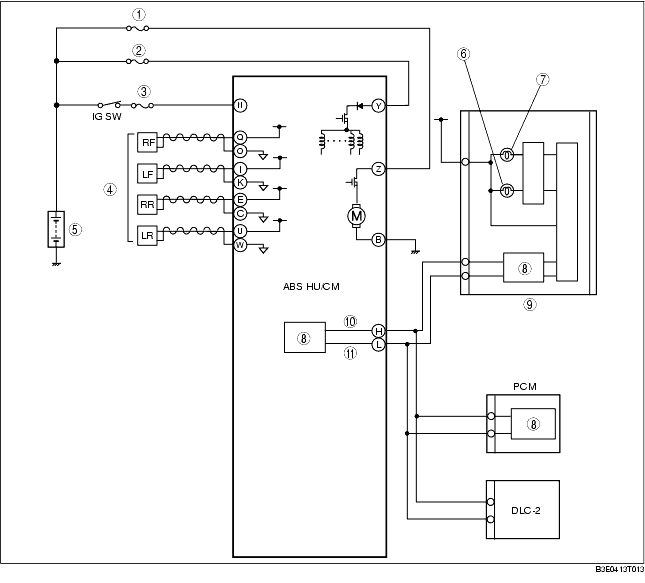 ①
②
⑥
③
⑦
II
Y
IG SW
RF
Q
O
Z
LF
I
K
④
RR
E
C
M
LR
U
W
B
⑤
⑧
ABS HU/CM
⑨
⑩
H
⑧
⑪
L
PCM
⑧
DLC-2
B3E0413T013